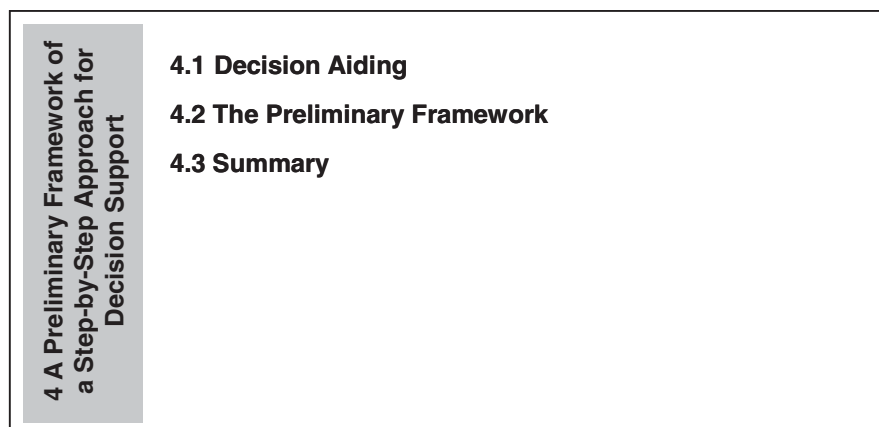 4 A Preliminary Framework of
a Step-by-Step Approach for
Decision Support
4.1 Decision Aiding
4.2 The Preliminary Framework
4.3 Summary